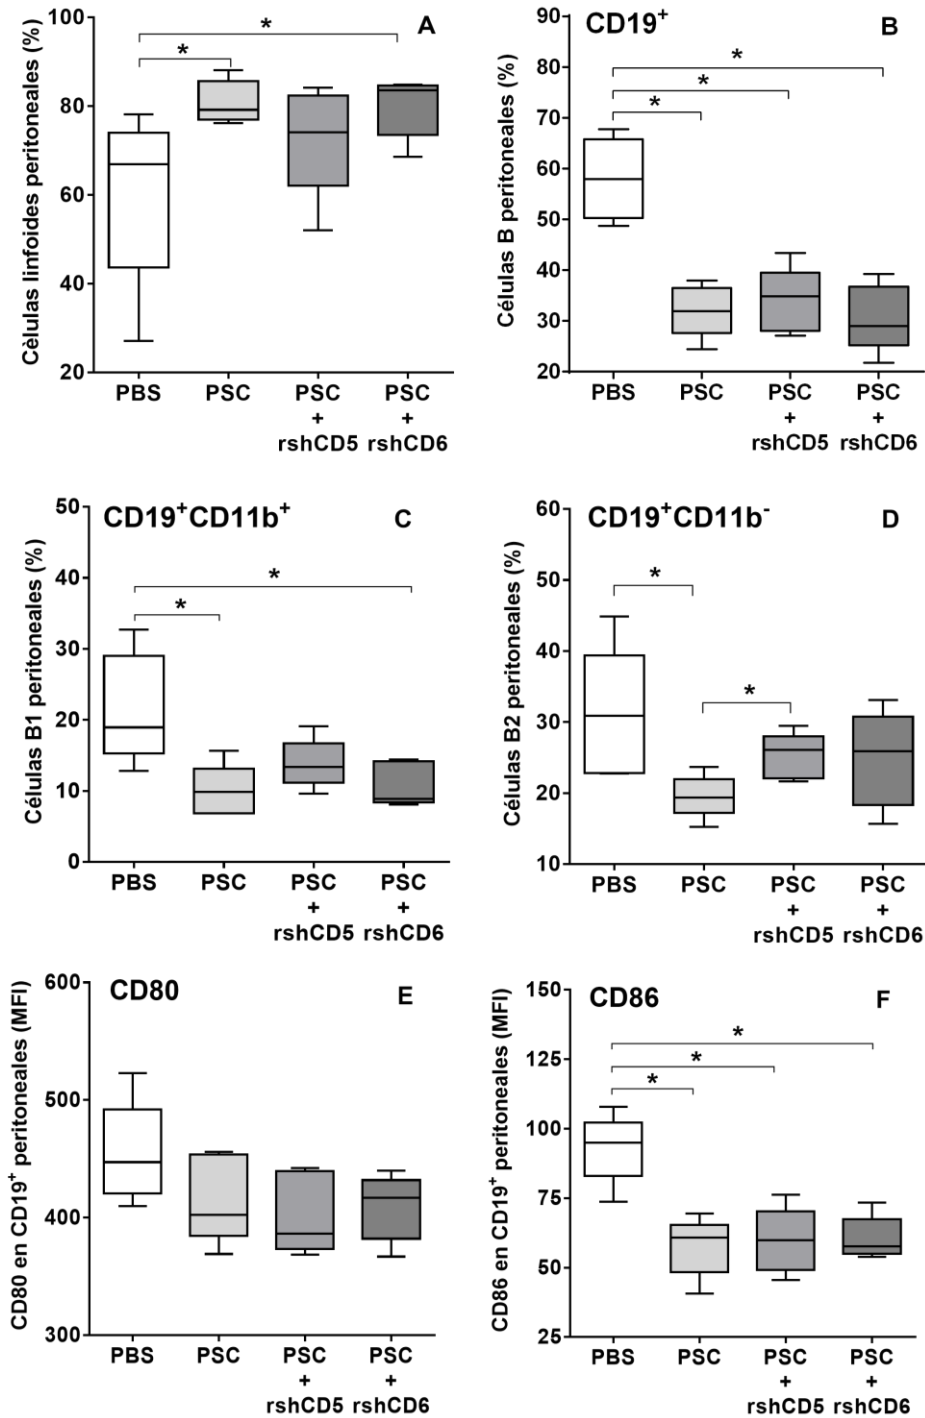 Cèlulas linfoides peritoneales (%)
100
80
60
40
20
A
*
*
PBS
PSC
PSC
+
rshCD5
PSC
+
rshCD6
Células B peritoneales (%)
90
80
70
60
50
40
30
20
CD19+
B
*
*
*
PBS
PSC
PSC
+
rshCD5
PSC
+
rshCD6
Células B1 peritoneales (%)
50
40
30
20
10
0
CD19+CD11b+
C
*
*
PBS
PSC
PSC
+
rshCD5
PSC
+
rshCD6
Células B2 peritoneales (%)
60
50
40
30
20
10
CD19+CD11b-
D
*
*
PBS
PSC
PSC
+
rshCD5
PSC
+
rshCD6
CD80 en CD19+ peritoneales (MFI)
600
500
400
300
CD80
E
PBS
PSC
PSC
+
rshCD5
PSC
+
rshCD6
CD86 en CD19+ peritoneales (MFI)
150
125
100
75
50
25
CD86
F
*
*
*
PBS
PSC
PSC
+
rshCD5
PSC
+
rshCD6